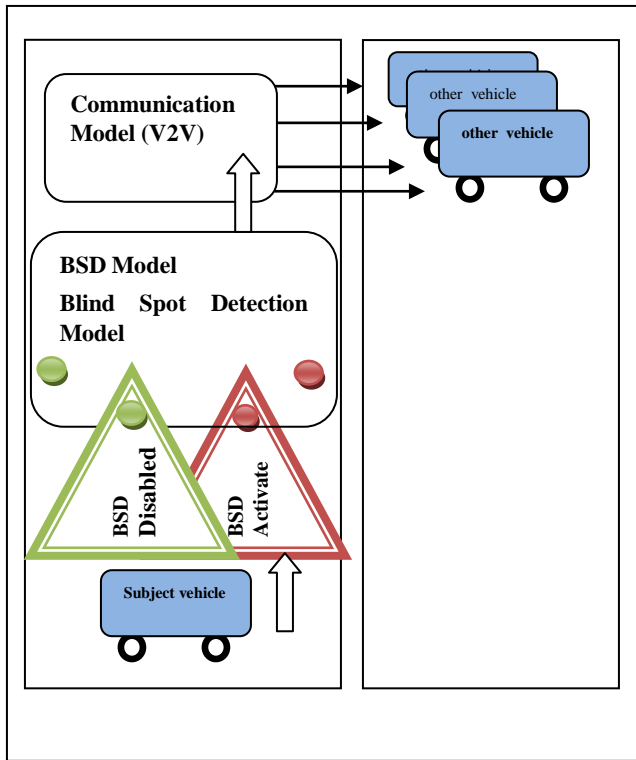 Communication
Model (V2V)
other vehicle
other vehicle
BSD Model
Blind Spot Detection
Model
BSD
Disabled
BSD
Activate
Subject vehicle